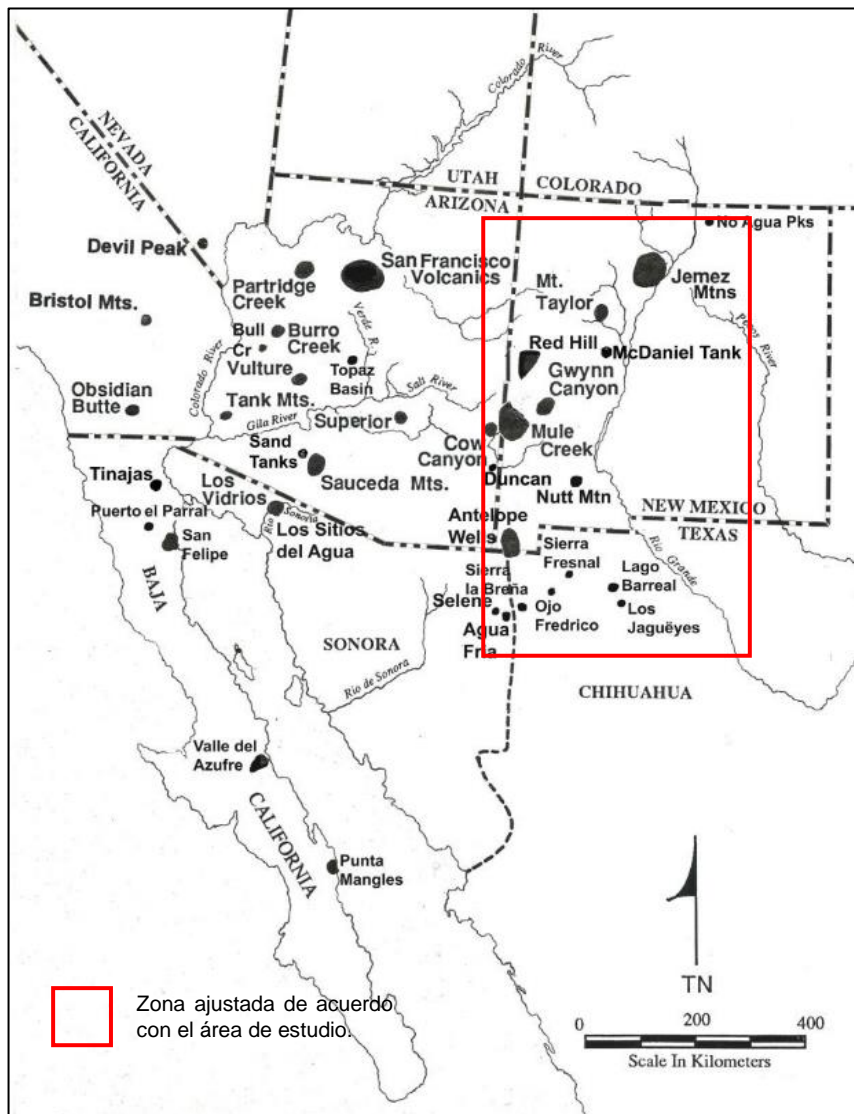 NEVADA
CALIFORNIA
Colorado
River
UTAH
COLORADO
ARIZONA
No Agua Pks
Devil Peak
San Francisco
Volcanics
Partridge
Creek
Mt.
Taylor
Jemez
Mtns
Bristol Mts.
Verde R.
Pecos River
Bull
Cr
Burro
Creek
Red Hill
McDaniel Tank
Vulture
Topaz
Basin
Gwynn
Canyon
Colorado River
Salt River
Obsidian
Butte
Tank Mts.
Gila River
Superior
Cow
Canyon
Mule
Creek
Sand
Tanks
Sauceda Mts.
Duncan
Nutt Mtn
Tinajas
Los
Vidrios
Puerto el Parral
Rio Sonoria
Los Sitios
del Agua
San
Felipe
Antelope
Wells
NEW MEXICO
TEXAS
Sierra
Fresnal
Rio Grande
BAJA
Sierra
la Breña
Lago
Barreal
Selene
Ojo
Fredrico
Los
Jaguëyes
Agua
Fria
SONORA
Rio de Sonora
CHIHUAHUA
Valle del
Azufre
CALIFORNIA
Punta
Mangles
TN
Zona ajustada de acuerdo
con el área de estudio.
0 200 400
Scale In Kilometers